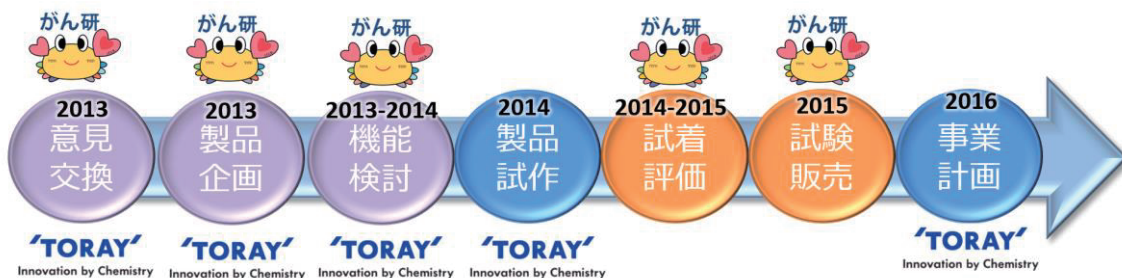 がん研
がん研
がん研
がん研
がん研
2013
意見
交換
2013
製品
企画
2013-2014
機能
検討
2014
製品
試作
2014-2015
試着
評価
2015
試験
販売
2016
事業
計画
'TORAY'
Innovation by Chemistry
'TORAY'
Innovation by Chemistry
'TORAY'
Innovation by Chemistry
'TORAY'
Innovation by Chemistry
'TORAY'
Innovation by Chemistry